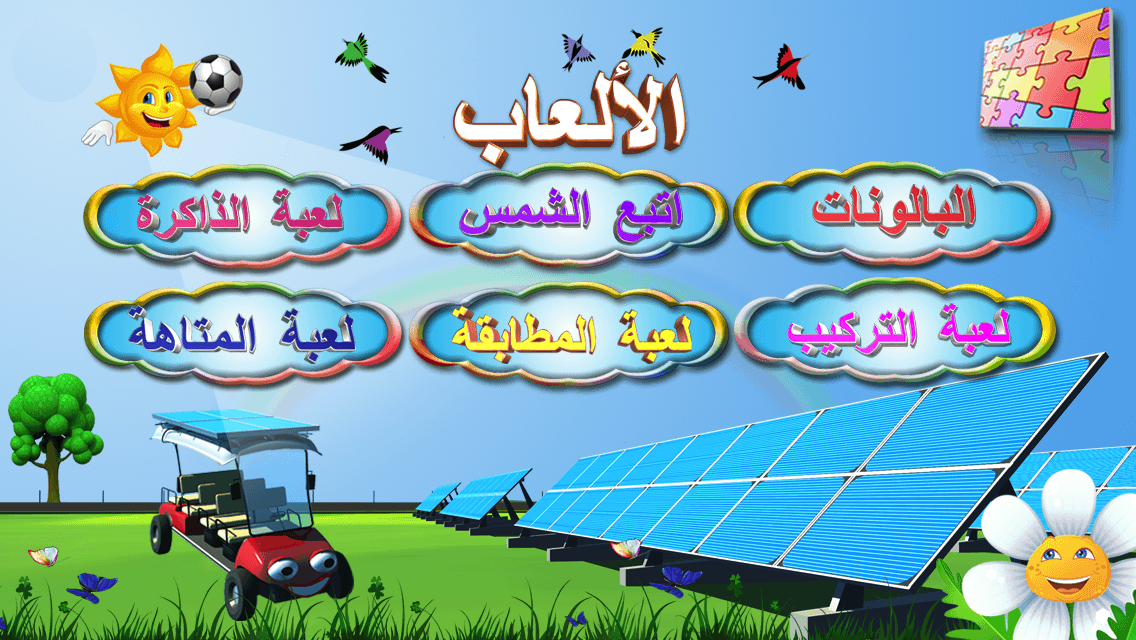 الألعاب
البالونات
اتبع الشمس
لعبة الذاكرة
لعبة التركيب
لعبة المطابقة
لعبة المتاهة